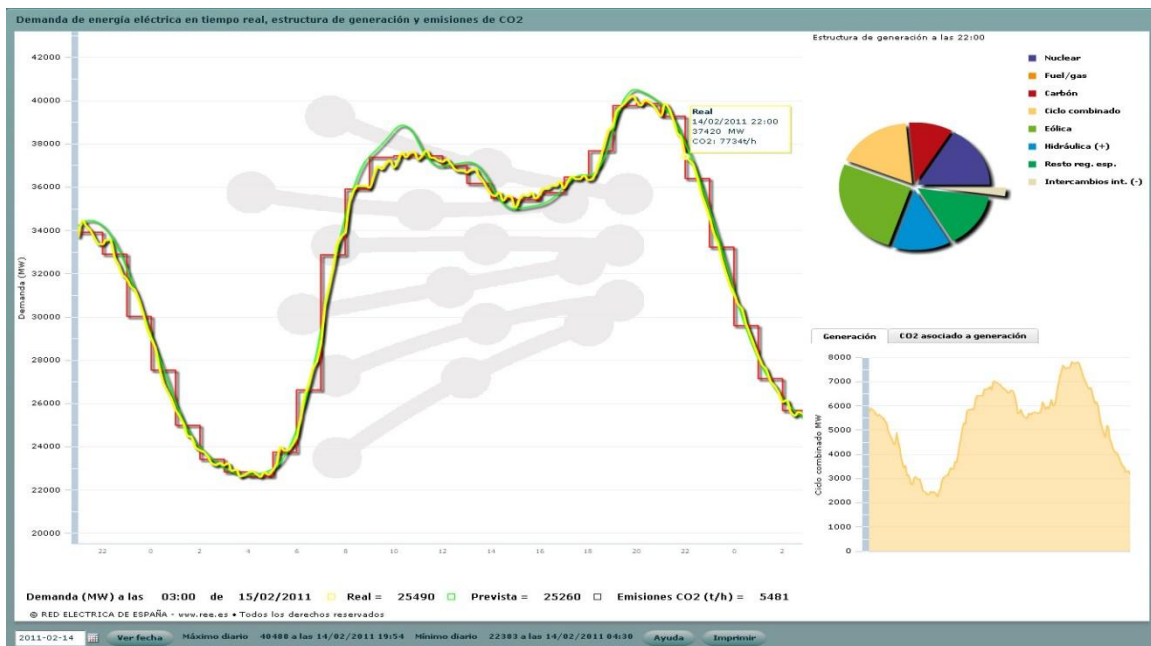 Demanda de energía eléctrica en tiempo real, estructura de generación y emisiones de CO2
Estructura de generación a las 22:00
Nuclear
Fuel/gas
Carbón
Ciclo combinado
Eólica
Hidráulica (+)
Resto reg. esp.
Intercambios int. (-)
Real
14/02/2011 22:00
37420 MW
CO2: 7734t/h
Demanda (MW)
42000
40000
38000
36000
34000
32000
30000
28000
26000
24000
22000
20000
22 0 2 4 6 8 10 12 14 16 18 20 22 0 2
Generación CO2 asociado a generación
Ciclo combinado MW
8000
7000
6000
5000
4000
3000
2000
1000
0
Demanda (MW) a las 03:00 de 15/02/2011 Real = 25490 Prevista = 25260 Emisiones CO2 (t/h) = 5481
© RED ELECTRICA DE ESPAÑA - www.ree.es • Todos los derechos reservados
2011-02-14 Ver fecha Máximo diario 40488 a las 14/02/2011 19:54 Mínimo diario 22383 a las 14/02/2011 04:30 Ayuda Imprimir